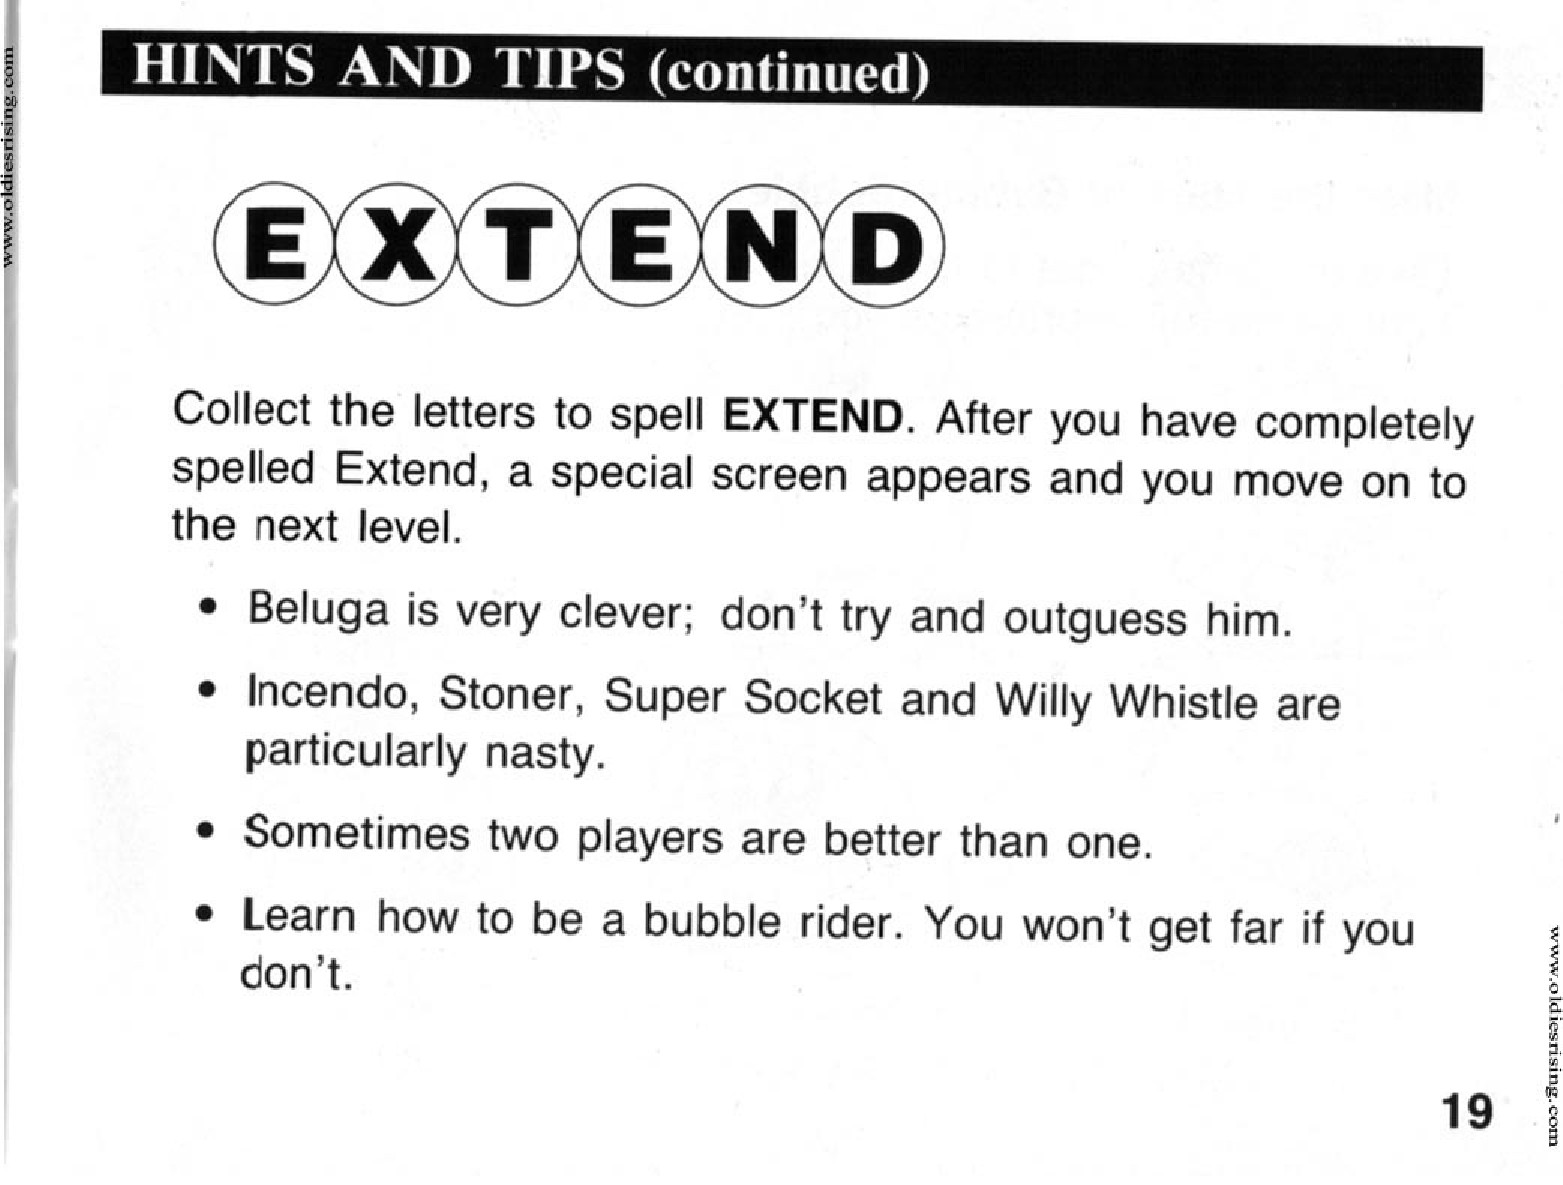 HINTS AND TIPS (continued)
EXTEND
Collect the letters to spell EXTEND. After you have completely
spelled Extend, a special screen appears and you move on to
the next level.
• Beluga is very clever; don't try and outguess him.
• Incendo, Stoner, Super Socket and Willy Whistle are
particularly nasty.
• Sometimes two players are better than one.
• Learn how to be a bubble rider. You won't get far if you
don't.
19
www.oldiesrising.com
www.oldiesrising.com